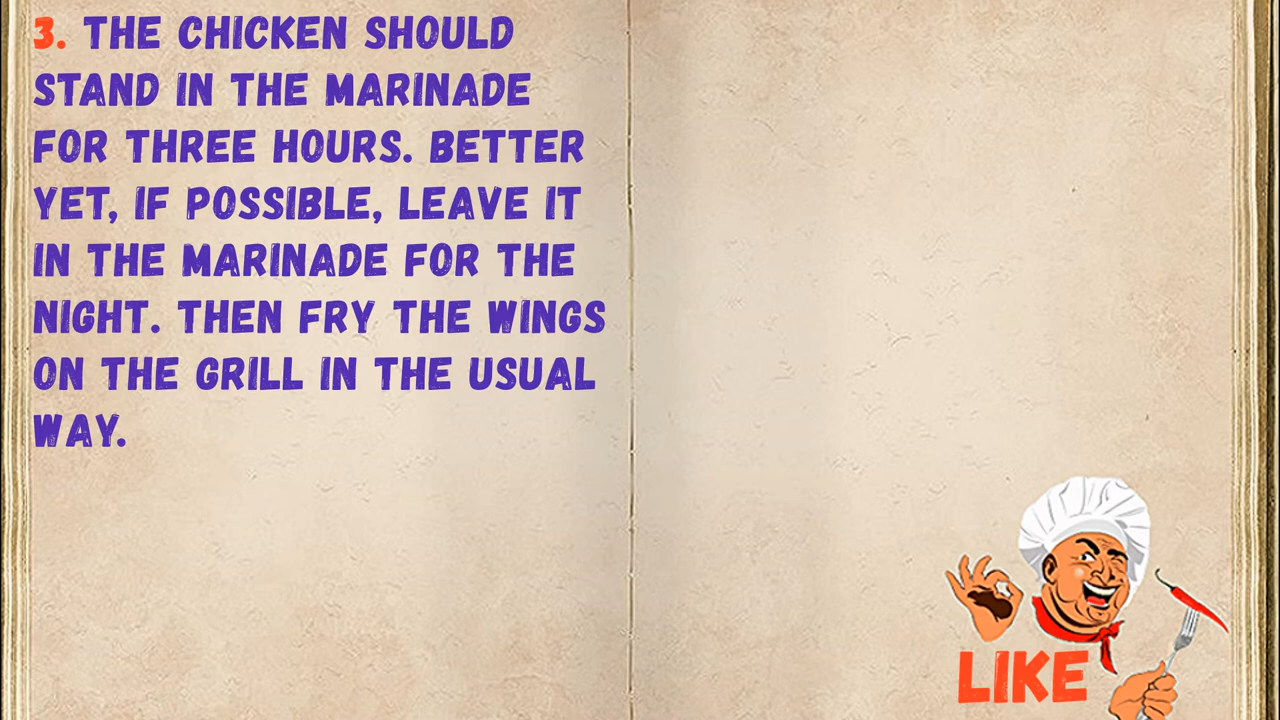 3. THE CHICKEN SHOULD
STAND IN THE MARINADE
FOR THREE HOURS. BETTER
YET, IF POSSIBLE, LEAVE IT
IN THE MARINADE FOR THE
NIGHT. THEN FRY THE WINGS
ON THE GRILL IN THE USUAL
WAY.
LIKE